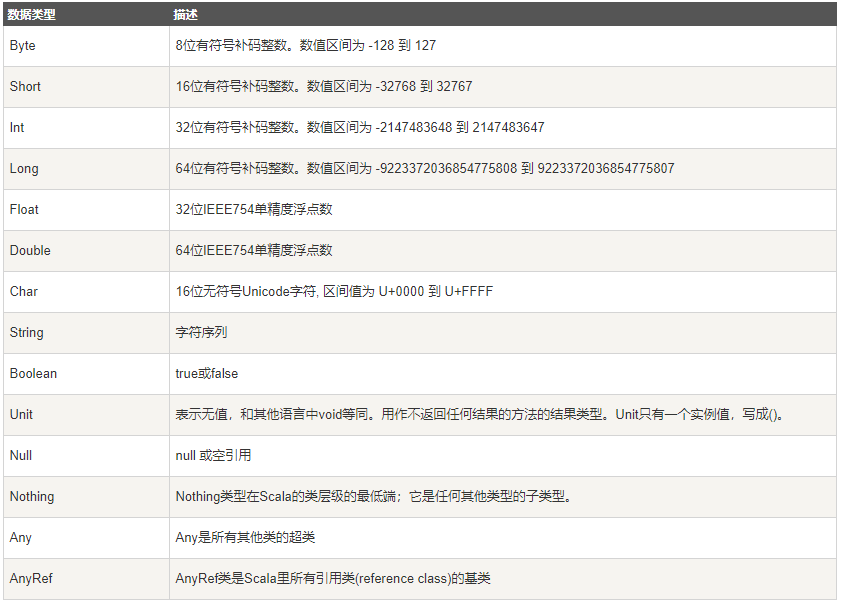 数据类型 描述
Byte 8位有符号补码整数。数值区间为 -128 到 127
Short 16位有符号补码整数。数值区间为 -32768 到 32767
Int 32位有符号补码整数。数值区间为 -2147483648 到 2147483647
Long 64位有符号补码整数。数值区间为 -9223372036854775808 到 9223372036854775807
Float 32位IEEE754单精度浮点数
Double 64位IEEE754单精度浮点数
Char 16位无符号Unicode字符, 区间值为 U+0000 到 U+FFFF
String 字符序列
Boolean true或false
Unit 表示无值，和其他语言中void等同。用作不返回任何结果的方法的结果类型。Unit只有一个实例值，写成()。
Null null 或空引用
Nothing Nothing类型在Scala的类层级的最低端；它是任何其他类型的子类型。
Any Any是所有其他类的超类
AnyRef AnyRef类是Scala里所有引用类(reference class)的基类